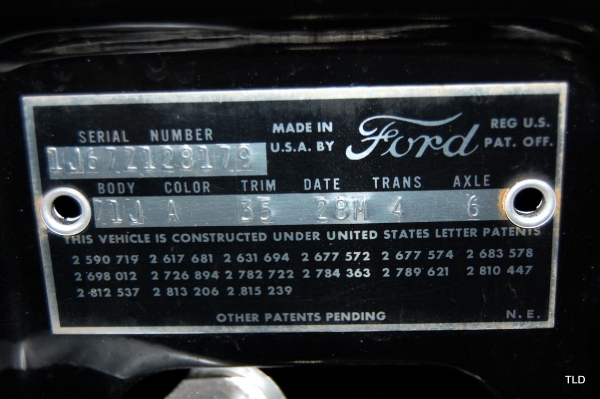 SERIAL NUMBER
MADE IN U.S.A. BY
Ford
REG U.S. PAT. OFF.
1J67Z128179
BODY COLOR TRIM DATE TRANS AXLE
71J A 35 28M 4 6
THIS VEHICLE IS CONSTRUCTED UNDER UNITED STATES LETTER PATENTS
2 590 719 2 617 681 2 631 694 2 677 572 2 677 574 2 683 578
2 698 012 2 726 894 2 782 722 2 784 363 2 789 621 2 810 447
2 812 537 2 813 206 2 815 239
OTHER PATENTS PENDING
N. E.
TLD